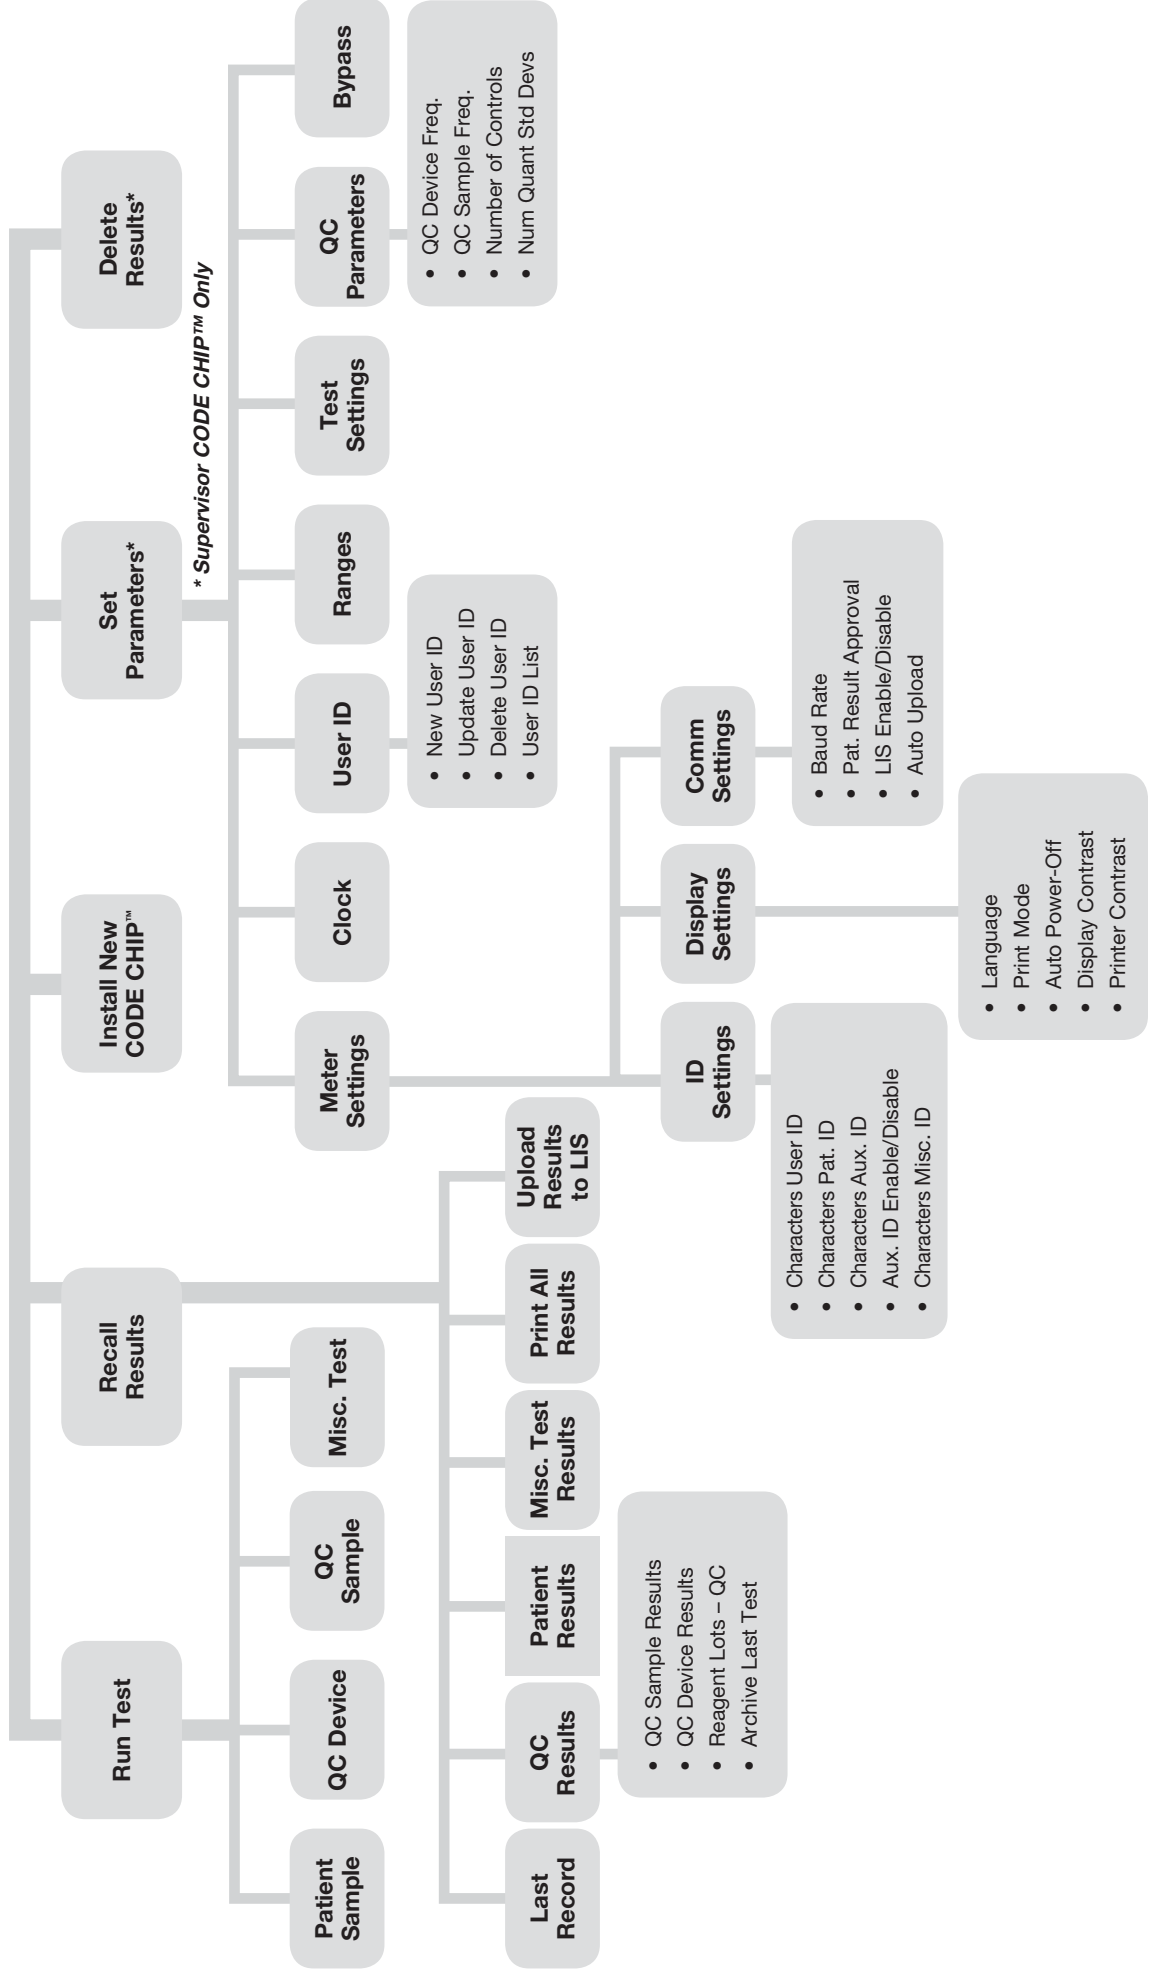 Run Test
Recall
Results
Install New
CODE CHIP™
Set
Parameters*
Delete
Results*
* Supervisor CODE CHIP™ Only
Patient
Sample
QC Device
QC
Sample
Misc. Test
Meter
Settings
Clock
User ID
Ranges
Test
Settings
QC
Parameters
Bypass
• New User ID
• Update User ID
• Delete User ID
• User ID List
• QC Device Freq.
• QC Sample Freq.
• Number of Controls
• Num Quant Std Devs
Last
Record
QC
Results
Patient
Results
Misc. Test
Results
Print All
Results
Upload
Results
to LIS
• QC Sample Results
• QC Device Results
• Reagent Lots – QC
• Archive Last Test
ID
Settings
Display
Settings
Comm
Settings
• Characters User ID
• Characters Pat. ID
• Characters Aux. ID
• Aux. ID Enable/Disable
• Characters Misc. ID
• Baud Rate
• Pat. Result Approval
• LIS Enable/Disable
• Auto Upload
• Language
• Print Mode
• Auto Power-Off
• Display Contrast
• Printer Contrast